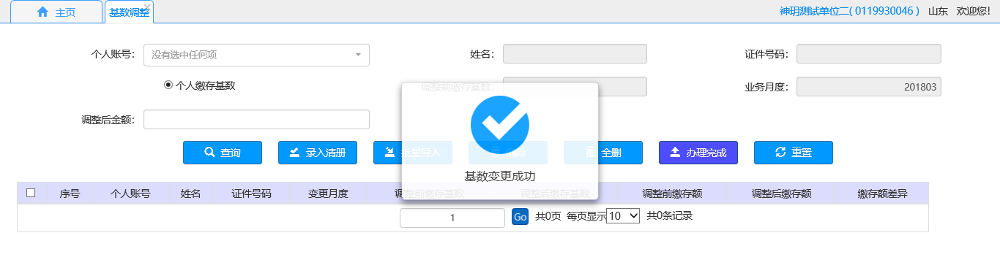 主页
基数调整
神玥测试单位二( 0119930046 ) 山东 欢迎您!
个人账号: 没有选中任何项 姓名: 证件号码:
个人缴存基数 调整前缴存基数: 业务月度: 201803
调整后金额:
查询 录入清册 批量导入 删除 全删 办理完成 重置
基数变更成功
序号 个人账号 姓名 证件号码 变更月度 调整前缴存基数 调整后缴存基数 调整前缴存额 调整后缴存额 缴存额差异
1 Go 共0页 每页显示 10 共0条记录